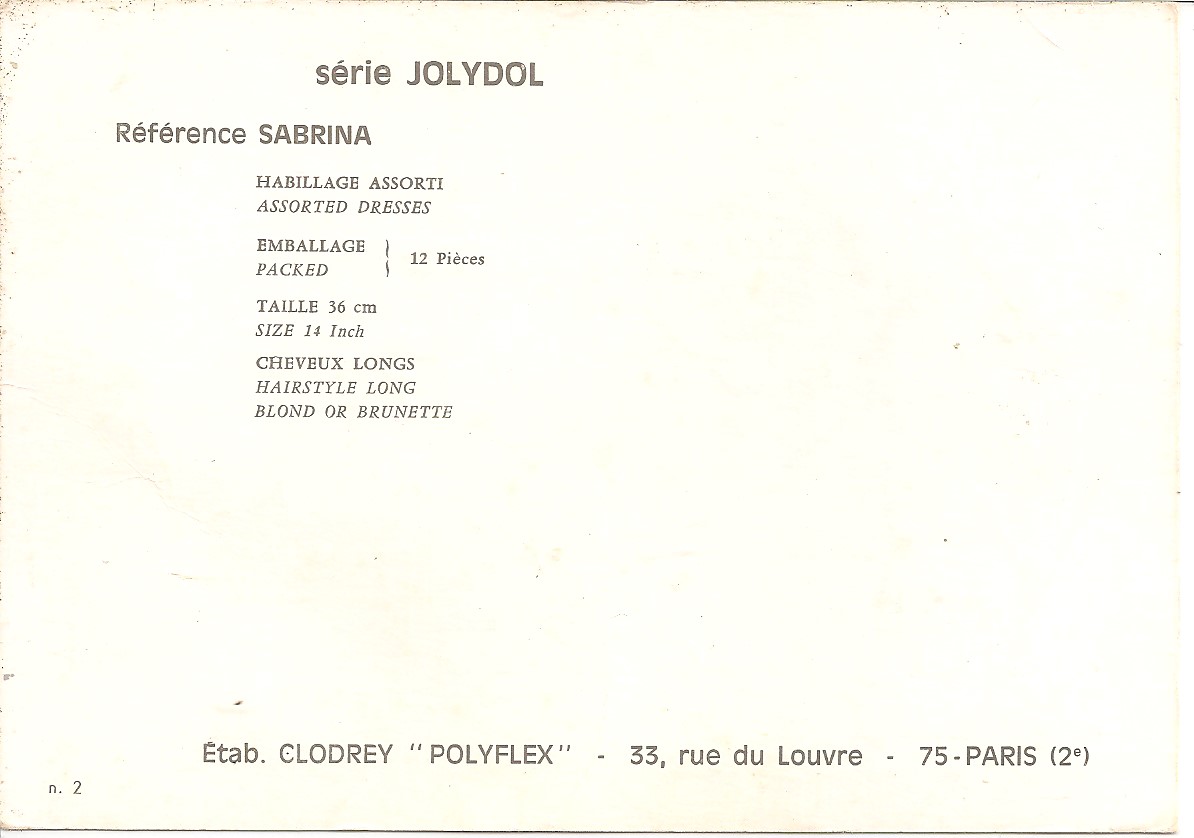 série JOLYDOL
Référence SABRINA
HABILLAGE ASSORTI
ASSORTED DRESSES
EMBALLAGE
PACKED
} 12 Pièces
TAILLE 36 cm
SIZE 14 Inch
CHEVEUX LONGS
HAIRSTYLE LONG
BLOND OR BRUNETTE
Étab. CLODREY "POLYFLEX" - 33, rue du Louvre - 75-PARIS (2e)
n. 2